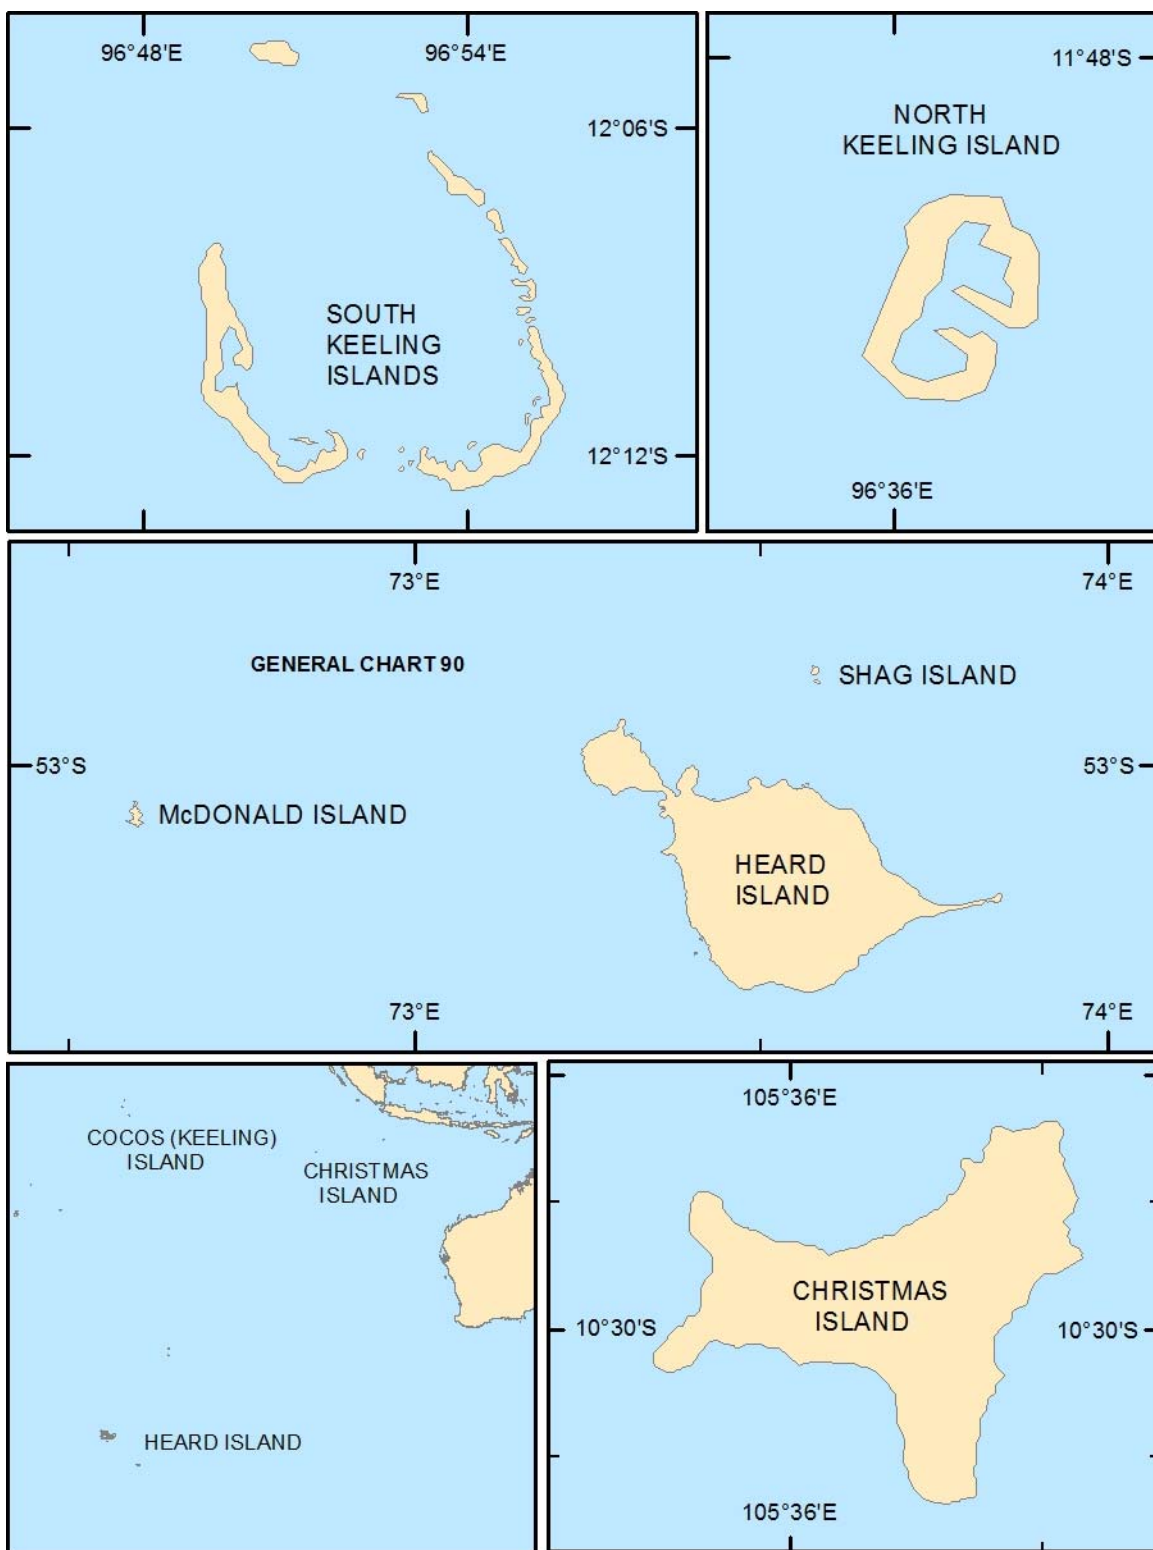 96°48'E
96°54'E
12°06'S
SOUTH
KEELING
ISLANDS
12°12'S
11°48'S
NORTH
KEELING ISLAND
96°36'E
73°E
74°E
GENERAL CHART 90
SHAG ISLAND
53°S
53°S
McDONALD ISLAND
HEARD
ISLAND
73°E
74°E
COCOS (KEELING)
ISLAND
CHRISTMAS
ISLAND
HEARD ISLAND
105°36'E
CHRISTMAS
ISLAND
10°30'S
10°30'S
105°36'E